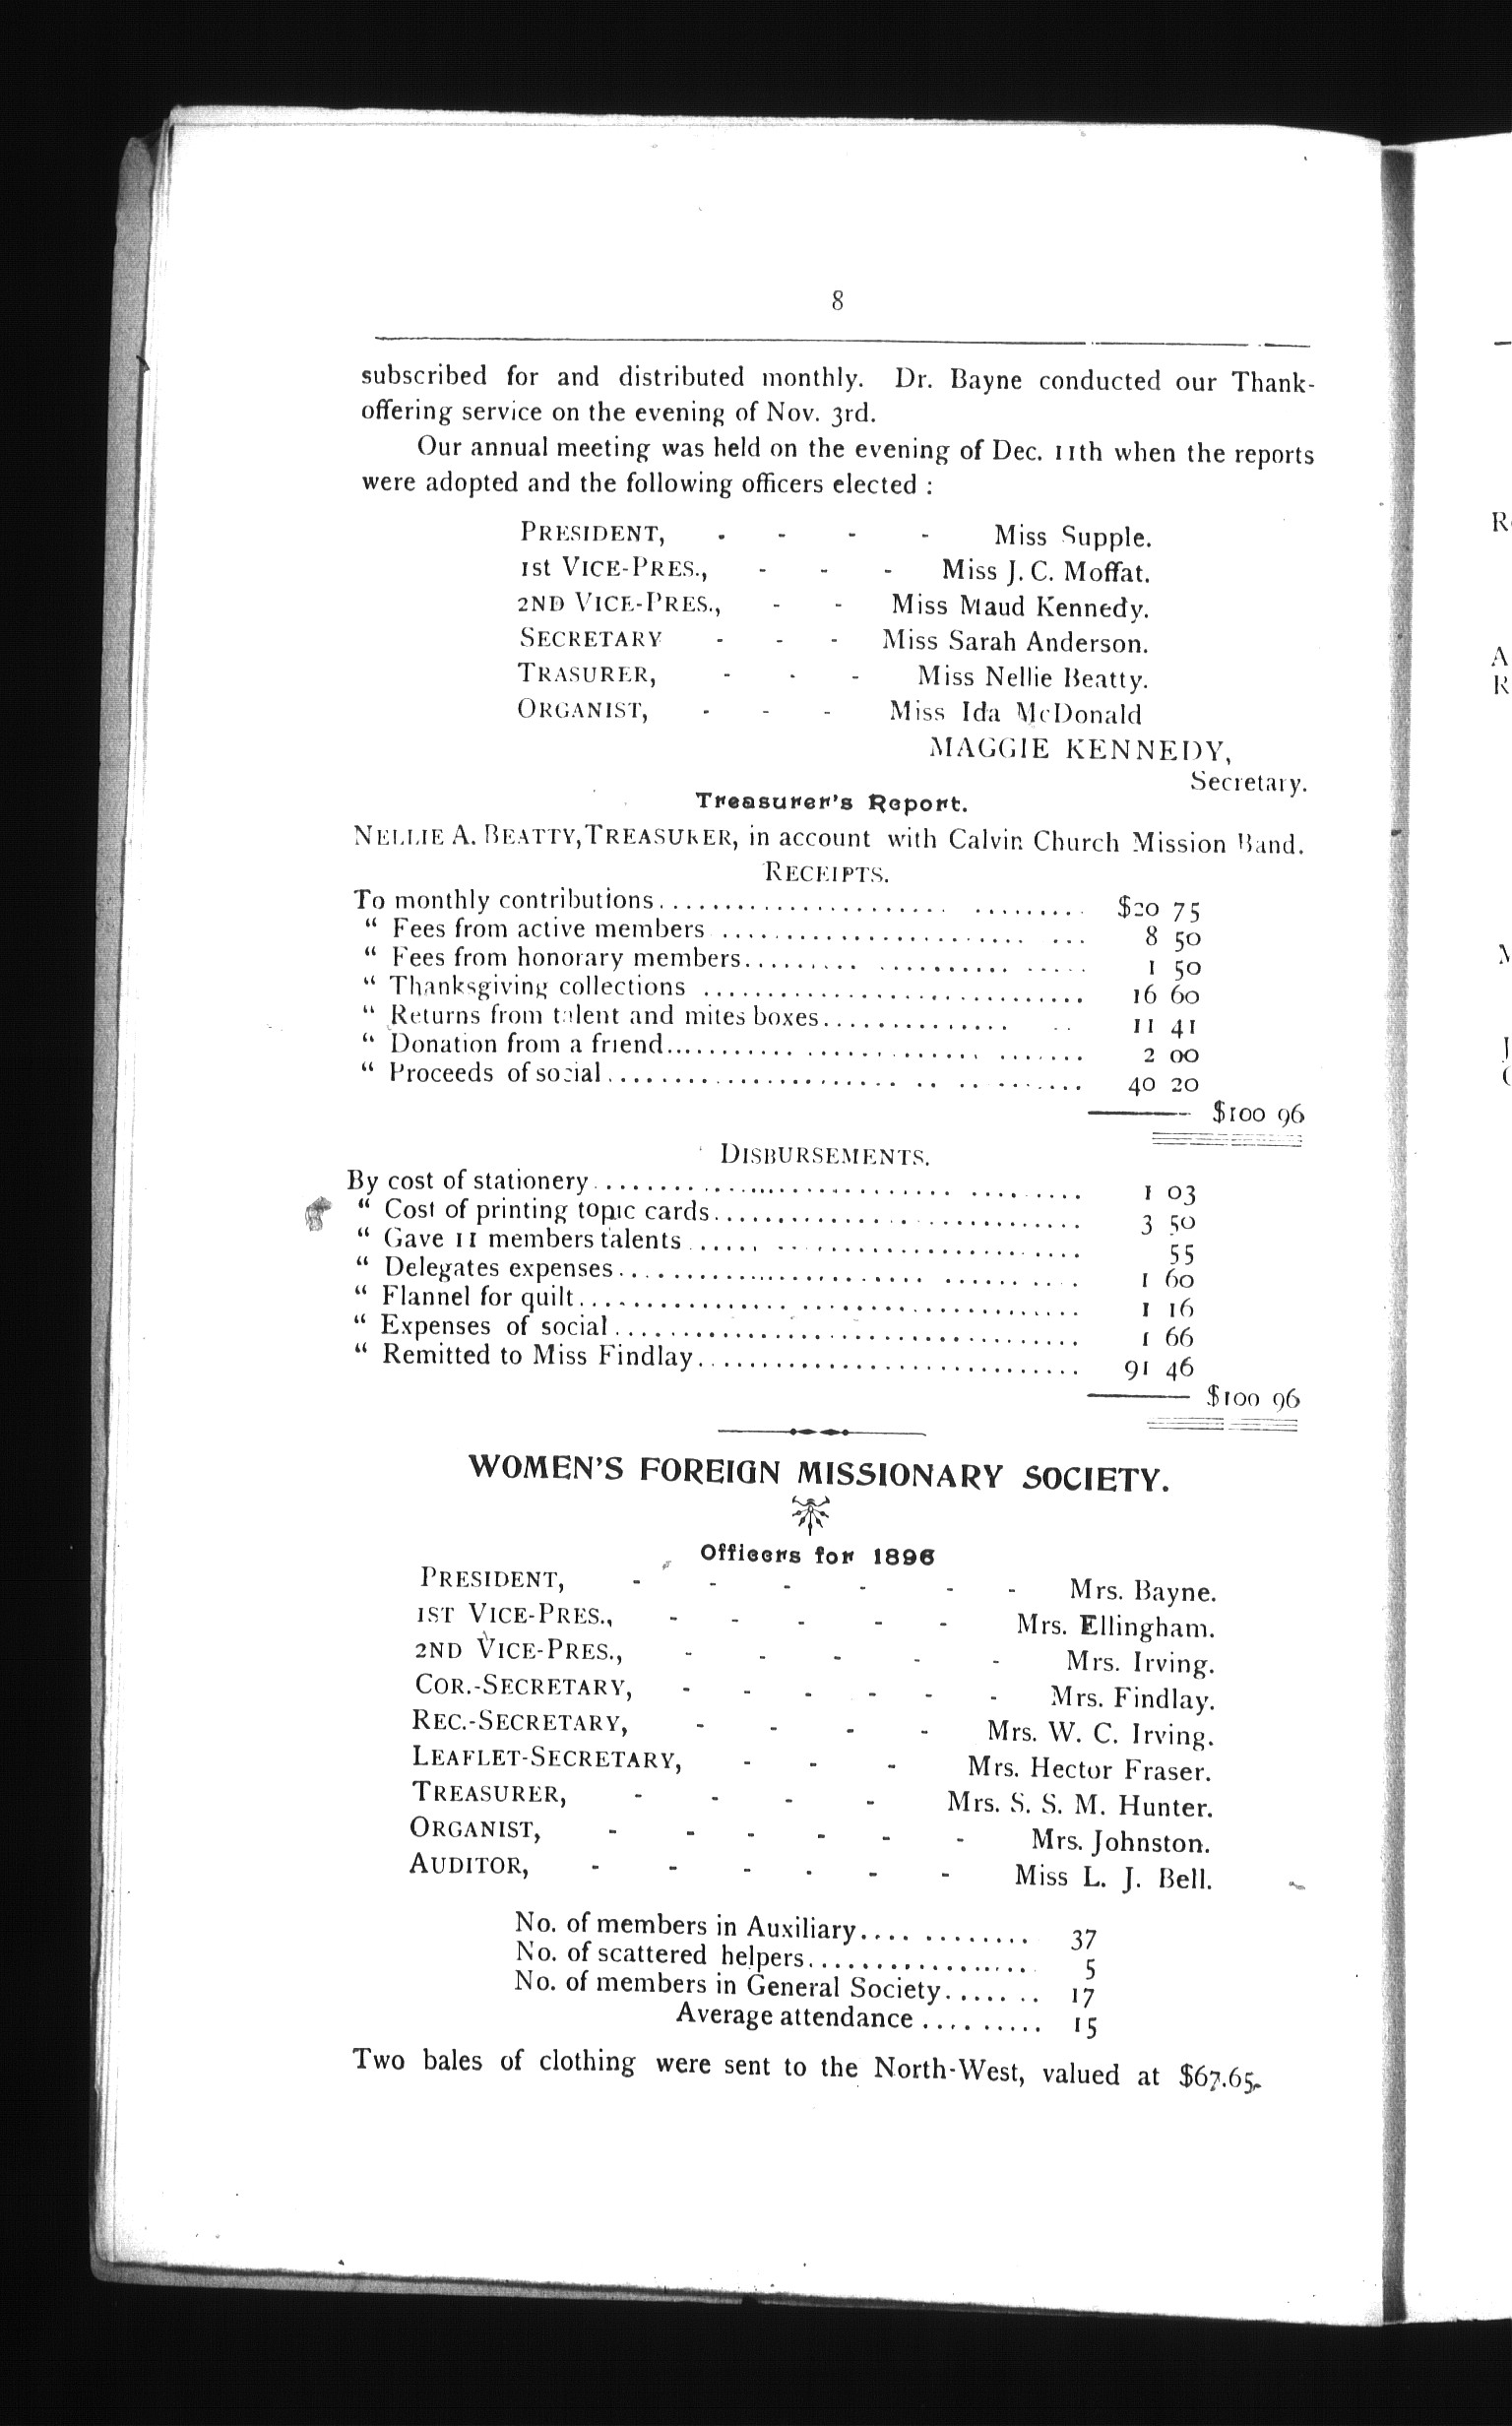 8
subscribed for and distributed monthly. Dr. Bayne conducted our Thank-
offering service on the evening of Nov. 3rd.
Our annual meeting was held on the evening of Dec. 11th when the reports
were adopted and the following officers elected :
PRESIDENT, - - - - Miss Supple.
1st VICE-PRES., - - - Miss J. C. Moffat.
2ND VICE-PRES., - - Miss Maud Kennedy.
SECRETARY - - - Miss Sarah Anderson.
TRASURER, - - - Miss Nellie Beatty.
ORGANIST, - - - Miss Ida McDonald
MAGGIE KENNEDY,
Secretary.
Treasurer's Report.
NELLIE A. BEATTY, TREASURER, in account with Calvin Church Mission Band.
RECEIPTS.
To monthly contributions.................................... $20 75
“ Fees from active members .............................. 8 50
“ Fees from honorary members.......................... 1 50
“ Thanksgiving collections .............................. 16 60
“ Returns from talent and mites boxes................. 11 41
“ Donation from a friend................................ 2 00
“ Proceeds of social.................................... 40 20
$100 96
DISBURSEMENTS.
By cost of stationery...................................... 1 03
“ Cost of printing topic cards............................ 3 50
“ Gave 11 members talents .............................. 55
“ Delegates expenses.................................... 1 60
“ Flannel for quilt...................................... 1 16
“ Expenses of social.................................... 1 66
“ Remitted to Miss Findlay.............................. 91 46
$100 96
WOMEN'S FOREIGN MISSIONARY SOCIETY.
Officers for 1896
PRESIDENT, - - - - - - Mrs. Bayne.
1ST VICE-PRES., - - - - - Mrs. Ellingham.
2ND VICE-PRES., - - - - - Mrs. Irving.
COR.-SECRETARY, - - - - - - Mrs. Findlay.
REC.-SECRETARY, - - - - Mrs. W. C. Irving.
LEAFLET-SECRETARY, - - - Mrs. Hector Fraser.
TREASURER, - - - - Mrs. S. S. M. Hunter.
ORGANIST, - - - - - - Mrs. Johnston.
AUDITOR, - - - - - - Miss L. J. Bell.
No. of members in Auxiliary............ 37
No. of scattered helpers................. 5
No. of members in General Society....... 17
Average attendance .......... 15
Two bales of clothing were sent to the North-West, valued at $67.65.